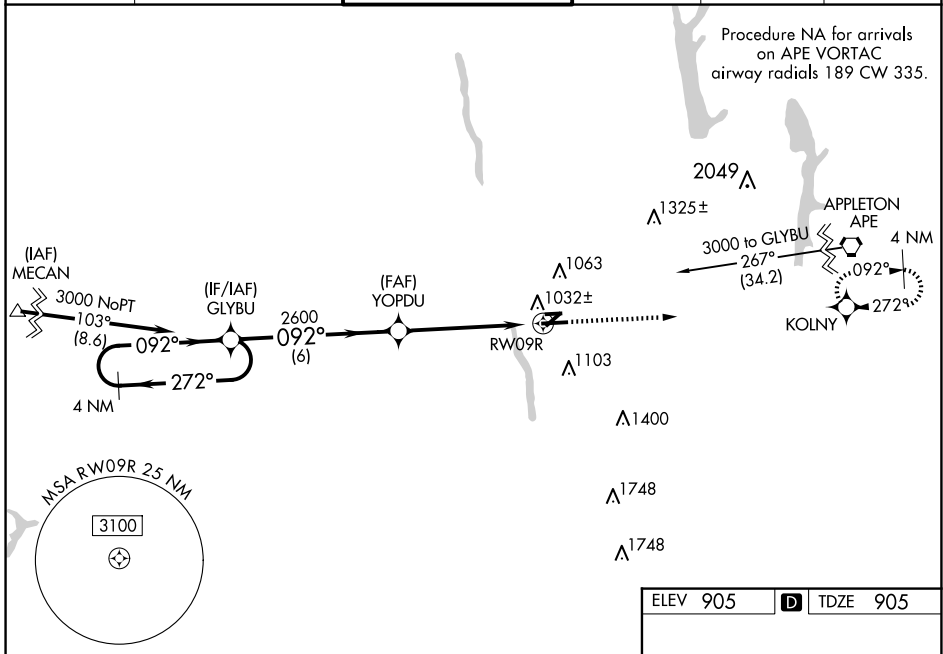 Procedure NA for arrivals
on APE VORTAC
airway radials 189 CW 335.
2049
1325±
APPLETON
APE
4 NM
3000 to GLYBU
267°
(34.2)
092°
272°
KOLNY
(IAF)
MECAN
3000 NoPT
103°
(8.6)
(IF/IAF)
GLYBU
2600
092°
(6)
(FAF)
YOPDU
1063
1032±
RW09R
1103
092°
272°
4 NM
1400
1748
1748
MSA RW09R 25 NM
3100
ELEV 905 D TDZE 905